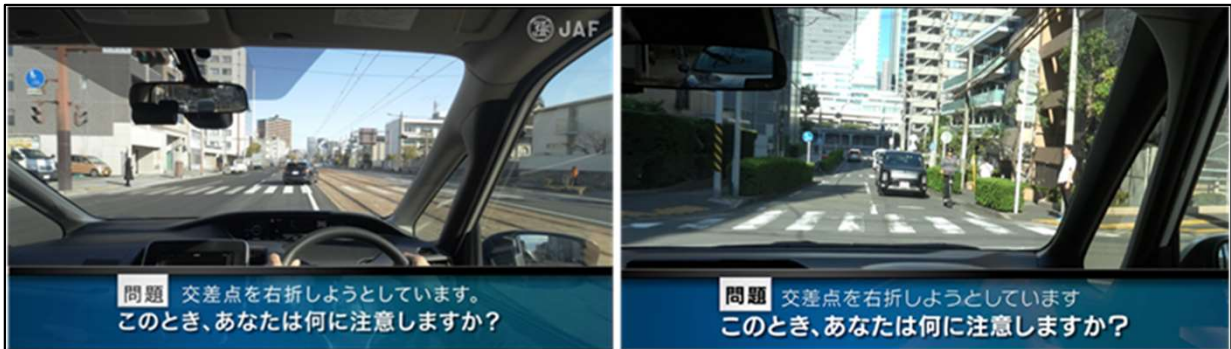 JAF
問題 交差点を右折しようとしています。
このとき、あなたは何に注意しますか?
問題 交差点を右折しようとしています
このとき、あなたは何に注意しますか?